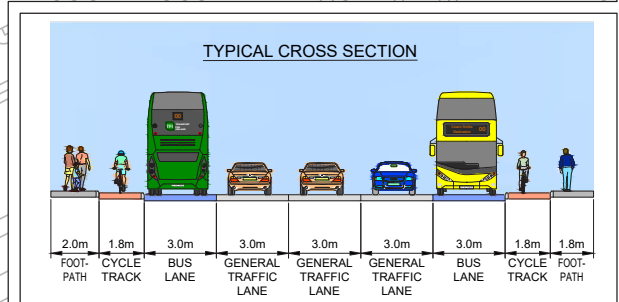 TYPICAL CROSS SECTION
00
00
2.0m 1.8m 3.0m 3.0m 3.0m 3.0m 3.0m 1.8m 1.8m
FOOT- CYCLE BUS GENERAL GENERAL GENERAL BUS CYCLE FOOT-
PATH TRACK LANE TRAFFIC TRAFFIC TRAFFIC LANE TRACK PATH
LANE LANE LANE